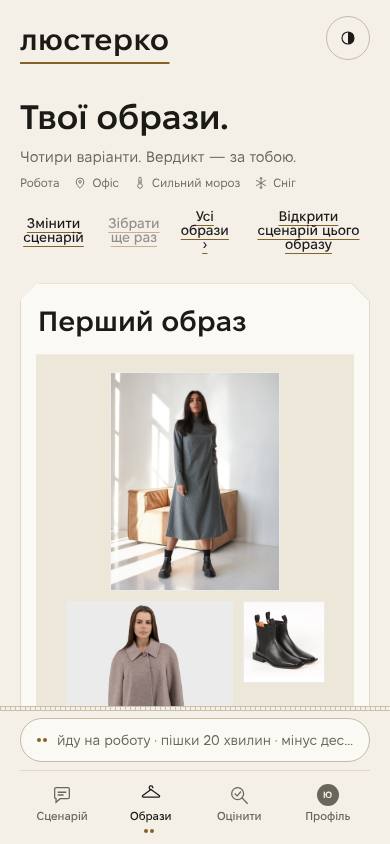 люстерко
Твої образи.
Чотири варіанти. Вердикт — за тобою.
Робота Офіс Сильний мороз Сніг
Змінити
сценарій
Зібрати
ще раз
Усі
образи
›
Відкрити
сценарій цього
образу
Перший образ
йду на роботу · пішки 20 хвилин · мінус дес...
Сценарій Образи Оцінити Ю Профіль